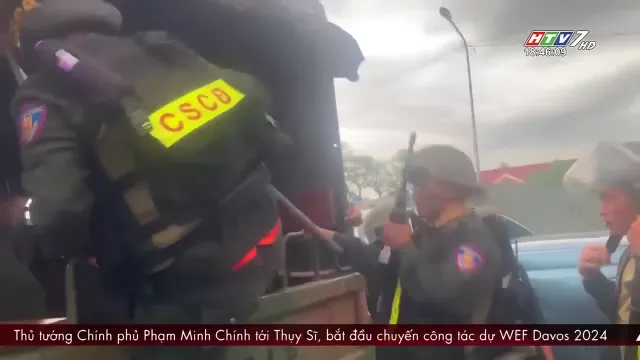 HTV7 HD
18:46:09
CSCĐ
Thủ tướng Chính phủ Phạm Minh Chính tới Thụy Sĩ, bắt đầu chuyến công tác dự WEF Davos 2024